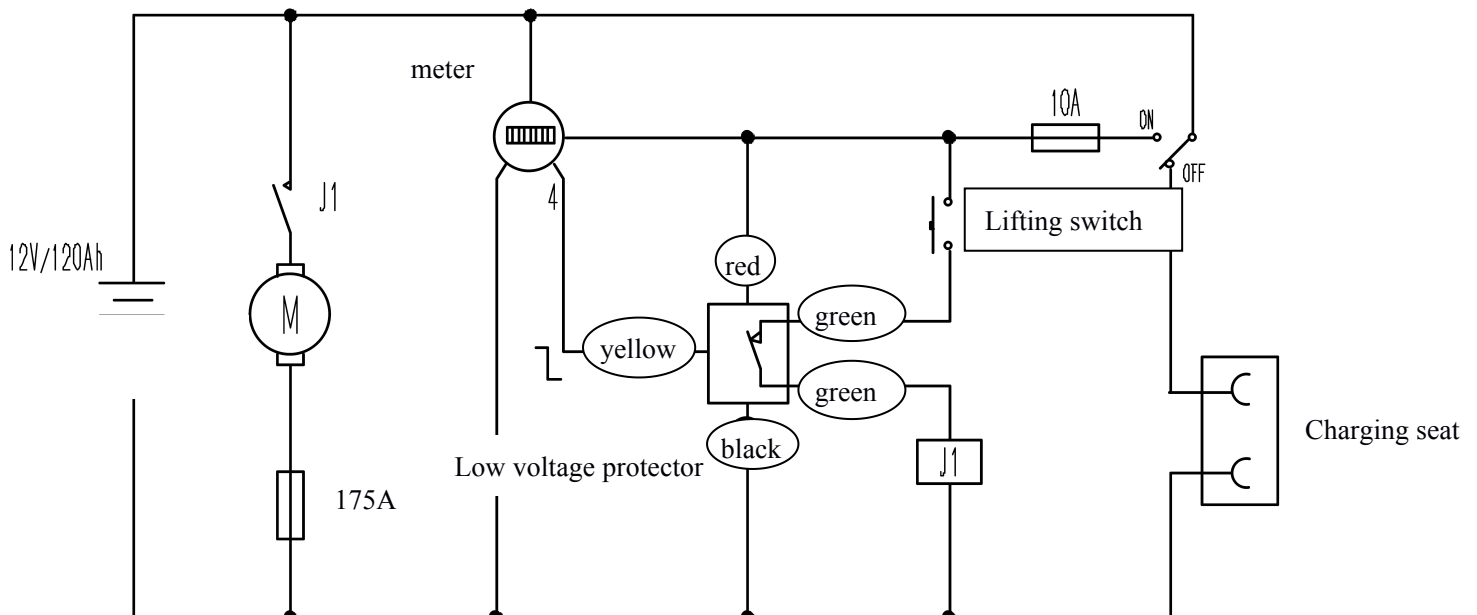 meter
10A
ON
OFF
4
J1
Lifting switch
12V/120Ah
red
M
green
yellow
green
Charging seat
black
J1
Low voltage protector
175A